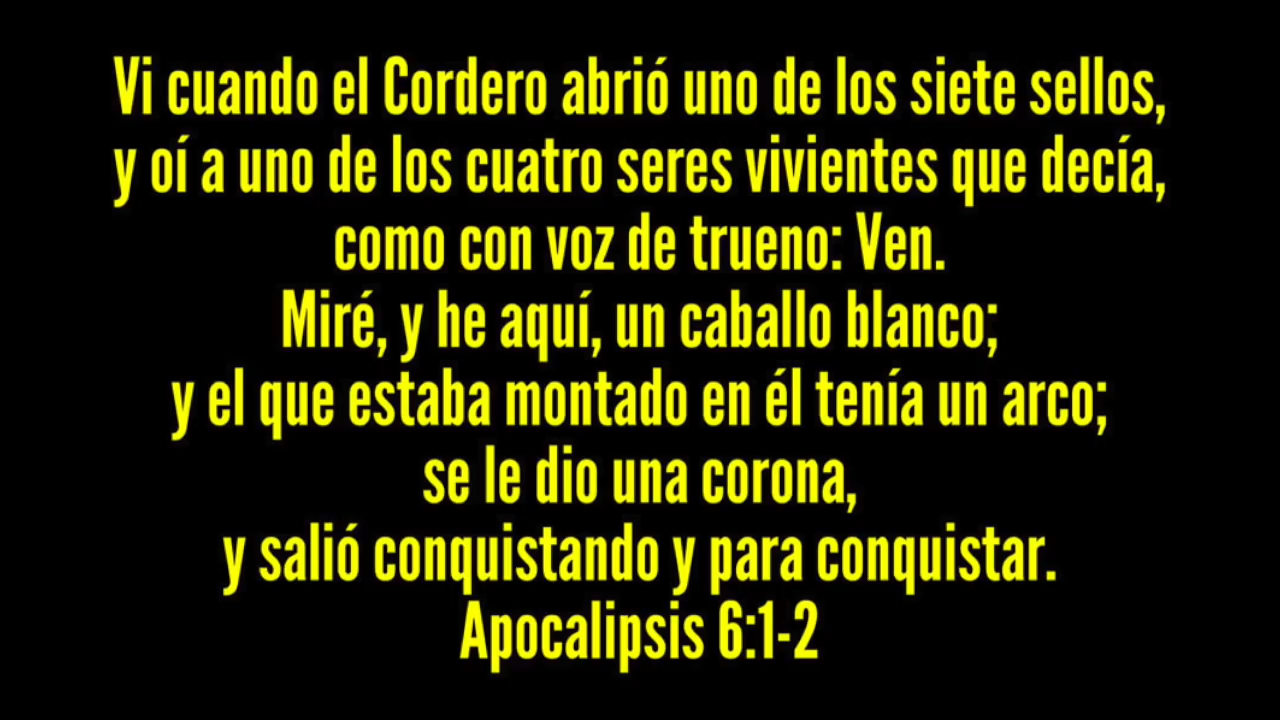 Vi cuando el Cordero abrió uno de los siete sellos,
y oí a uno de los cuatro seres vivientes que decía,
como con voz de trueno: Ven.
Miré, y he aquí, un caballo blanco;
y el que estaba montado en él tenía un arco;
se le dio una corona,
y salió conquistando y para conquistar.
Apocalipsis 6:1-2